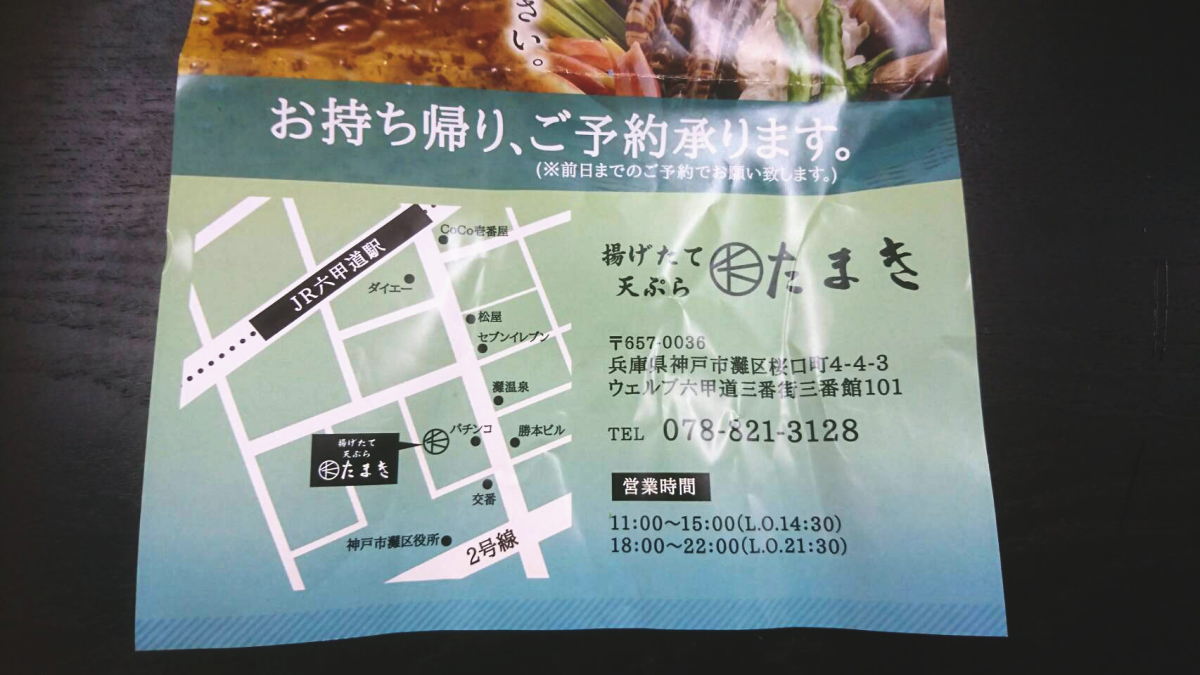 さい。
お持ち帰り、ご予約承ります。
(※前日までのご予約でお願い致します。)
CoCo壱番屋
JR六甲道駅
ダイエー
松屋
セブンイレブン
灘温泉
パチンコ
勝本ビル
揚げたて
天ぷら
たまき
交番
神戸市灘区役所
2号線
揚げたて
天ぷら
たまき
〒657-0036
兵庫県神戸市灘区桜口町4-4-3
ウェルブ六甲道三番街三番館101
TEL 078-821-3128
営業時間
11:00〜15:00(L.O.14:30)
18:00〜22:00(L.O.21:30)